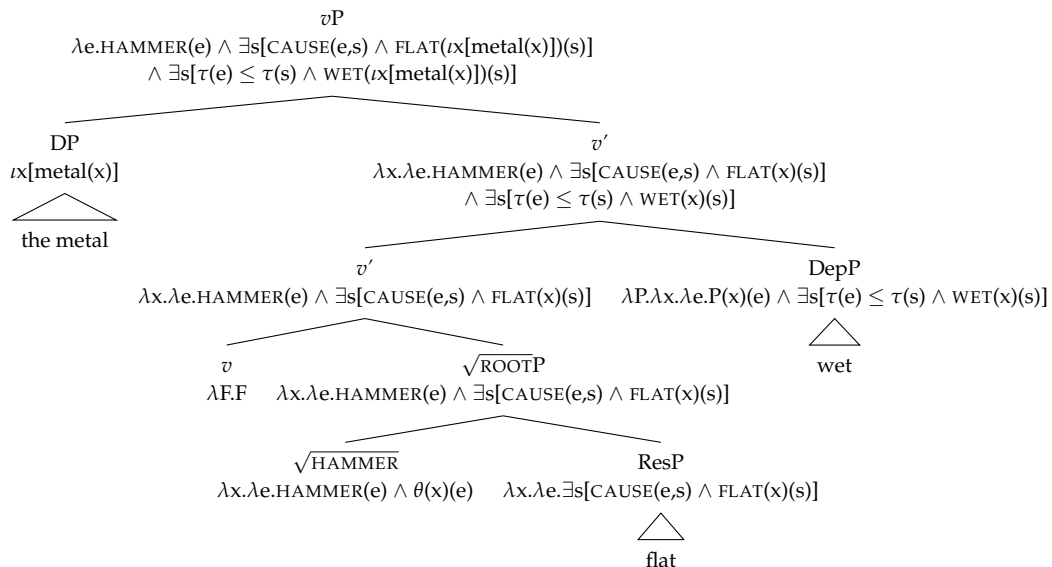 vP
λe.HAMMER(e) ∧ ∃s[CAUSE(e,s) ∧ FLAT(ιx[metal(x)])(s)]
∧ ∃s[τ(e) ≤ τ(s) ∧ WET(ιx[metal(x)])(s)]
DP
ιx[metal(x)]
the metal
v′
λx.λe.HAMMER(e) ∧ ∃s[CAUSE(e,s) ∧ FLAT(x)(s)]
∧ ∃s[τ(e) ≤ τ(s) ∧ WET(x)(s)]
v′
λx.λe.HAMMER(e) ∧ ∃s[CAUSE(e,s) ∧ FLAT(x)(s)]
DepP
λP.λx.λe.P(x)(e) ∧ ∃s[τ(e) ≤ τ(s) ∧ WET(x)(s)]
wet
v
λF.F
√ROOTP
λx.λe.HAMMER(e) ∧ ∃s[CAUSE(e,s) ∧ FLAT(x)(s)]
√HAMMER
λx.λe.HAMMER(e) ∧ θ(x)(e)
ResP
λx.λe.∃s[CAUSE(e,s) ∧ FLAT(x)(s)]
flat